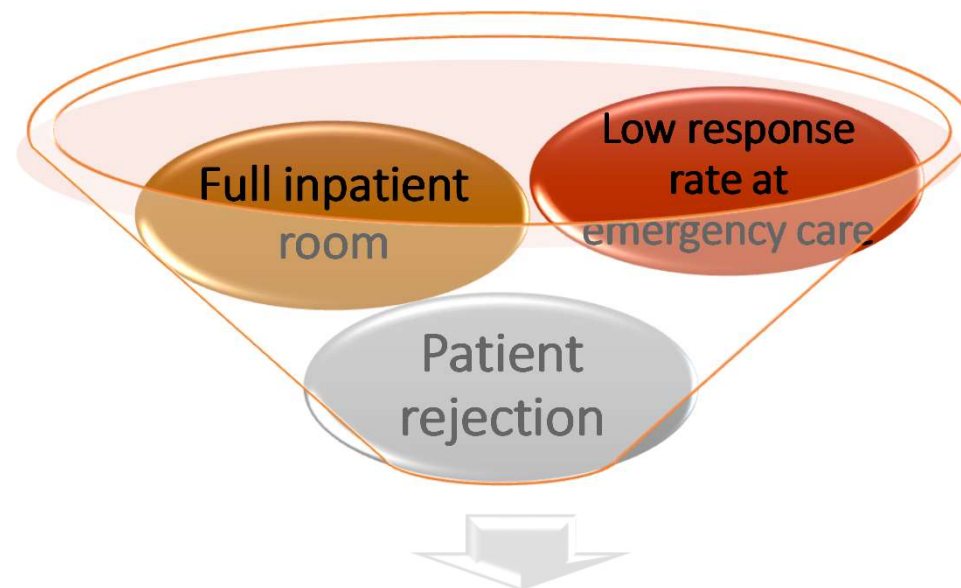 Full inpatient
room
Low response
rate at
emergency care
Patient
rejection